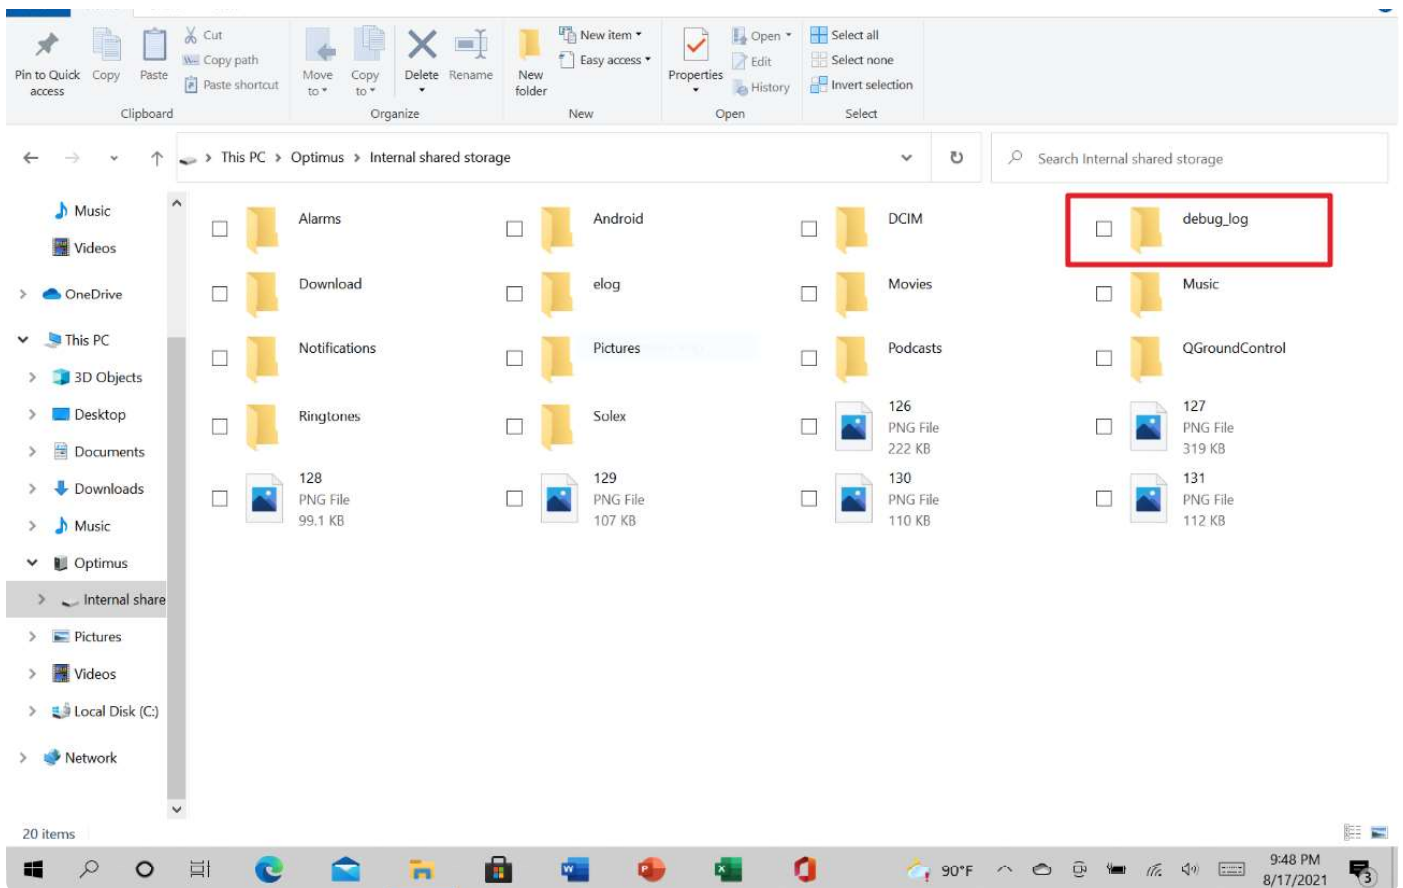 Pin to Quick access
Copy
Paste
Cut
Copy path
Paste shortcut
Clipboard
Move to
Copy to
Delete
Rename
Organize
New folder
New item
Easy access
New
Properties
Open
Edit
History
Open
Select all
Select none
Invert selection
Select
This PC > Optimus > Internal shared storage
Search Internal shared storage
Music
Videos
OneDrive
This PC
3D Objects
Desktop
Documents
Downloads
Music
Optimus
Internal share
Pictures
Videos
Local Disk (C:)
Network
Alarms
Android
DCIM
debug_log
Download
elog
Movies
Music
Notifications
Pictures
Podcasts
QGroundControl
Ringtones
Solex
126
PNG File
222 KB
127
PNG File
319 KB
128
PNG File
99.1 KB
129
PNG File
107 KB
130
PNG File
110 KB
131
PNG File
112 KB
20 items
90°F
9:48 PM
8/17/2021
3